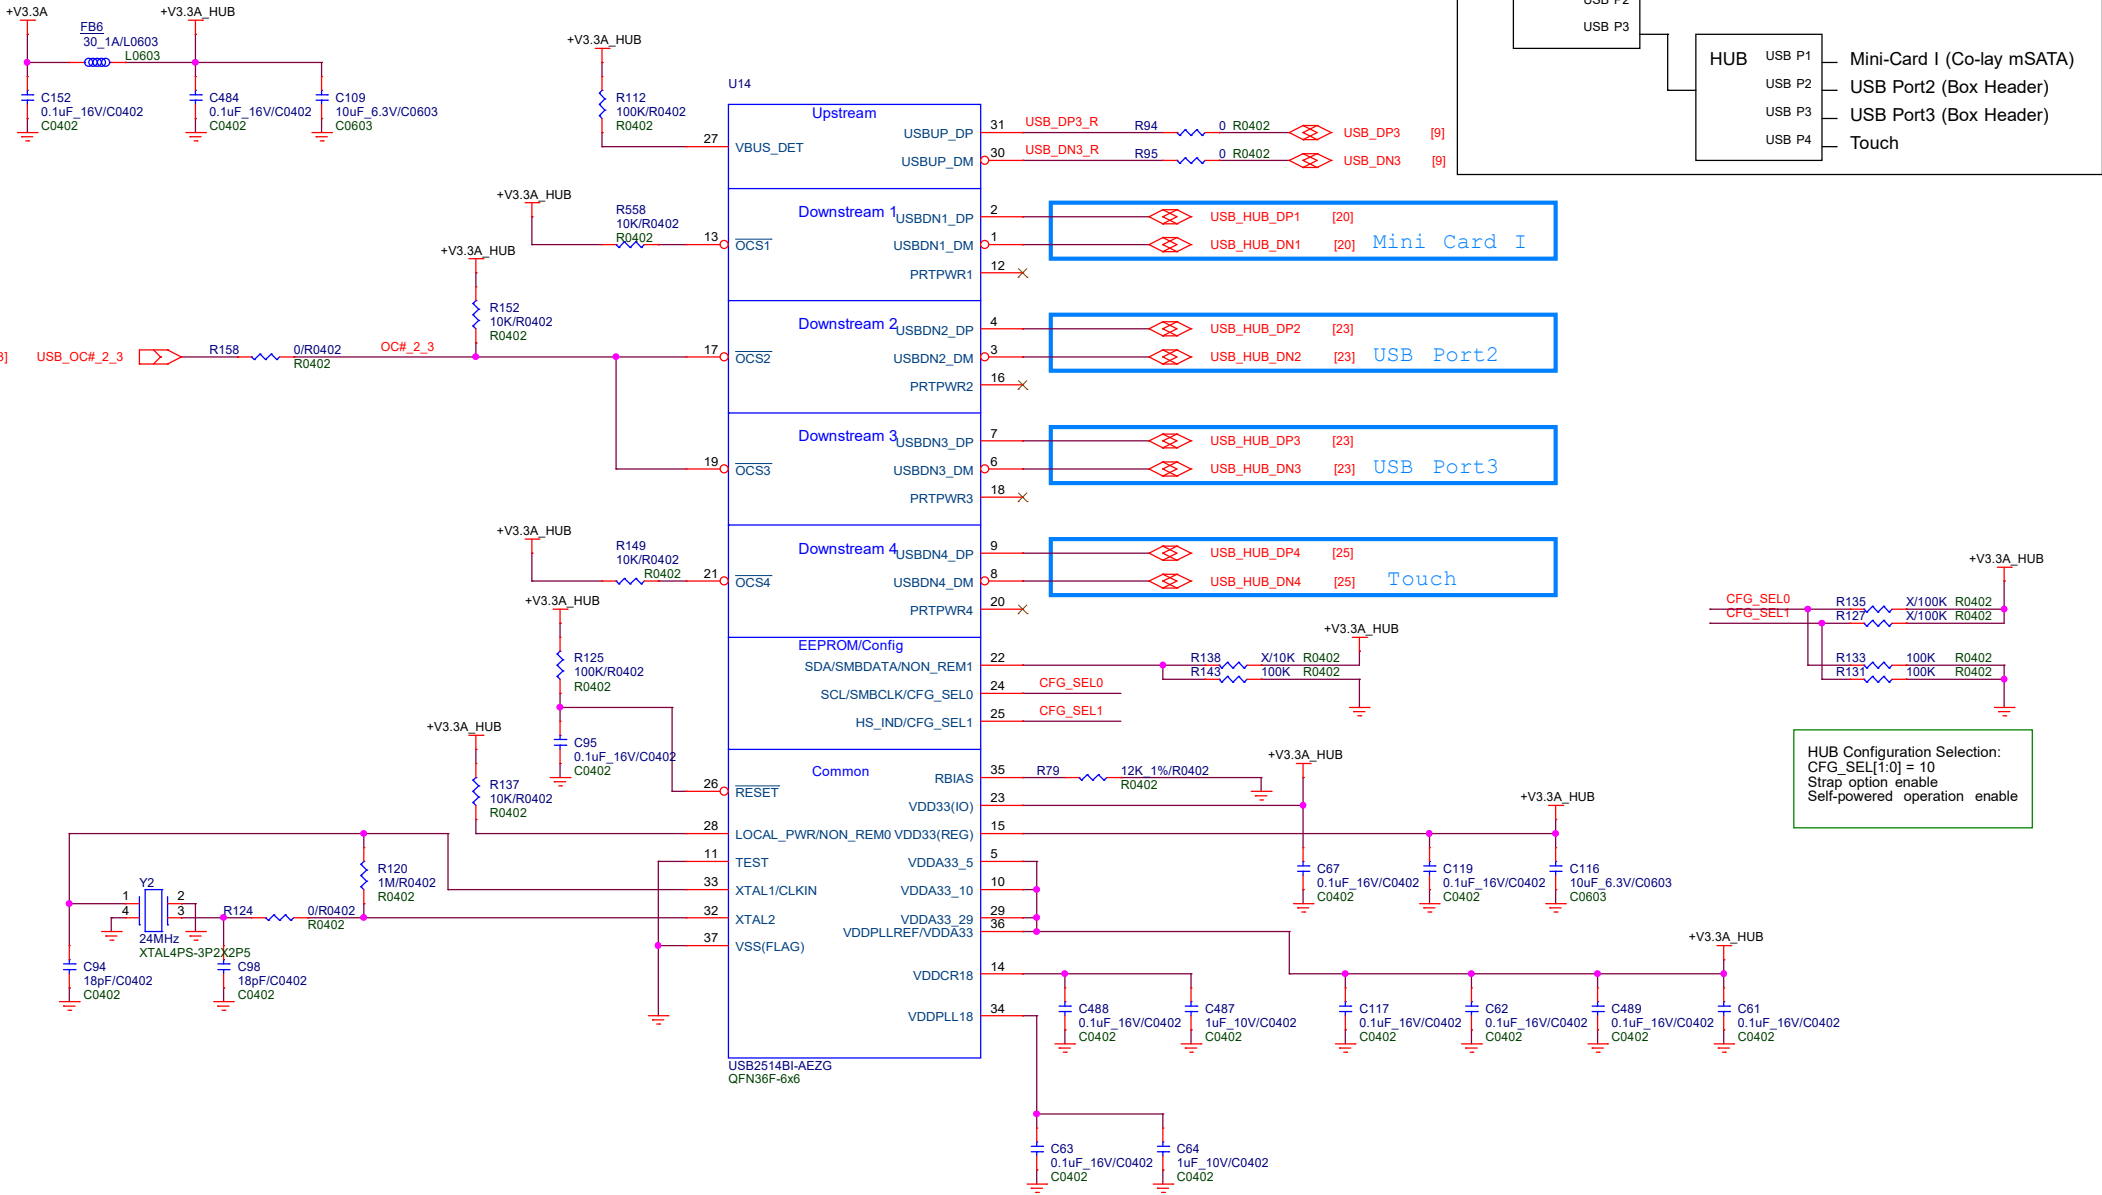 +V3.3A
+V3.3A_HUB
FB6
30_1A/L0603
L0603
C152
0.1uF_16V/C0402
C0402
C484
0.1uF_16V/C0402
C0402
C109
10uF_6.3V/C0603
C0603
+V3.3A_HUB
R112
100K/R0402
R0402
USB P3
HUB
USB P1
Mini-Card I (Co-lay mSATA)
USB P2
USB Port2 (Box Header)
USB P3
USB Port3 (Box Header)
USB P4
Touch
U14
Upstream
27
VBUS_DET
USBUP_DP
31
USB_DP3_R
R94
0
R0402
USB_DP3
[9]
USBUP_DM
30
USB_DN3_R
R95
0
R0402
USB_DN3
[9]
+V3.3A_HUB
R558
10K/R0402
R0402
13
OCS1
Downstream 1
USBDN1_DP
2
USB_HUB_DP1
[20]
USBDN1_DM
1
USB_HUB_DN1
[20]
Mini Card I
PRTPWR1
12
+V3.3A_HUB
R152
10K/R0402
R0402
USB_OC#_2_3
R158
0/R0402
R0402
OC#_2_3
17
OCS2
Downstream 2
USBDN2_DP
4
USB_HUB_DP2
[23]
USBDN2_DM
3
USB_HUB_DN2
[23]
USB Port2
PRTPWR2
16
19
OCS3
Downstream 3
USBDN3_DP
7
USB_HUB_DP3
[23]
USBDN3_DM
6
USB_HUB_DN3
[23]
USB Port3
PRTPWR3
18
+V3.3A_HUB
R149
10K/R0402
R0402
21
OCS4
Downstream 4
USBDN4_DP
9
USB_HUB_DP4
[25]
USBDN4_DM
8
USB_HUB_DN4
[25]
Touch
PRTPWR4
20
+V3.3A_HUB
R125
100K/R0402
R0402
C95
0.1uF_16V/C0402
C0402
EEPROM/Config
SDA/SMBDATA/NON_REM1
22
+V3.3A_HUB
R138
X/10K
R0402
R143
100K
R0402
SCL/SMBCLK/CFG_SEL0
24
CFG_SEL0
HS_IND/CFG_SEL1
25
CFG_SEL1
+V3.3A_HUB
CFG_SEL0
R135
X/100K
R0402
CFG_SEL1
R127
X/100K
R0402
R133
100K
R0402
R131
100K
R0402
HUB Configuration Selection:
CFG_SEL[1:0] = 10
Strap option enable
Self-powered operation enable
+V3.3A_HUB
R137
10K/R0402
R0402
Common
26
RESET
28
LOCAL_PWR/NON_REM0
11
TEST
33
XTAL1/CLKIN
32
XTAL2
37
VSS(FLAG)
RBIAS
35
R79
12K_1%/R0402
R0402
VDD33(IO)
23
VDD33(REG)
15
VDDA33_5
5
VDDA33_10
10
VDDA33_29
29
VDDPLLREF/VDDA33
36
VDDCR18
14
VDDPLL18
34
+V3.3A_HUB
+V3.3A_HUB
C67
0.1uF_16V/C0402
C0402
C119
0.1uF_16V/C0402
C0402
C116
10uF_6.3V/C0603
C0603
R120
1M/R0402
R0402
Y2
1
4
2
3
24MHz
XTAL4PS-3P2X2P5
R124
0/R0402
R0402
C94
18pF/C0402
C0402
C98
18pF/C0402
C0402
+V3.3A_HUB
C488
0.1uF_16V/C0402
C0402
C487
1uF_10V/C0402
C0402
C117
0.1uF_16V/C0402
C0402
C62
0.1uF_16V/C0402
C0402
C489
0.1uF_16V/C0402
C0402
C61
0.1uF_16V/C0402
C0402
USB2514BI-AEZG
QFN36F-6x6
C63
0.1uF_16V/C0402
C0402
C64
1uF_10V/C0402
C0402